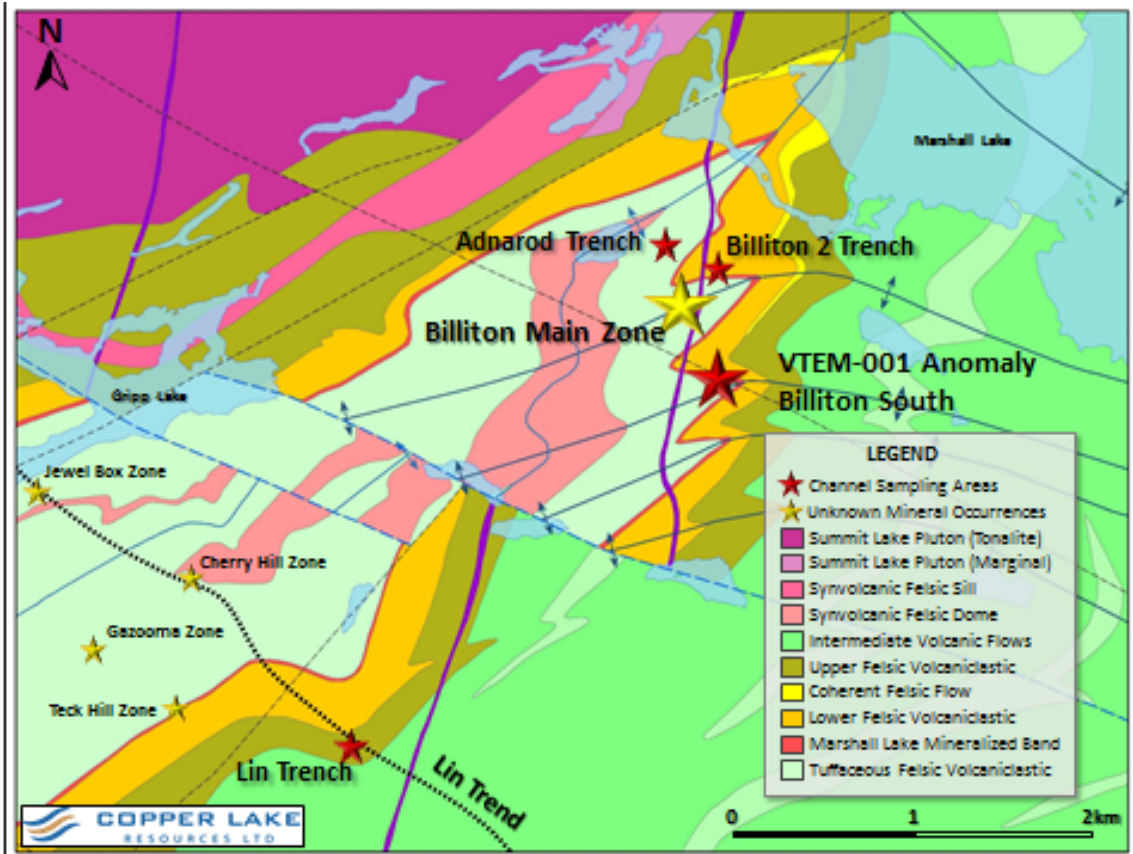 N
Marshall Lake
Adnarod Trench
Billiton 2 Trench
Billiton Main Zone
VTEM-001 Anomaly
Billiton South
Gripp Lake
Jewel Box Zone
Cherry Hill Zone
Gazooma Zone
Teck Hill Zone
Lin Trench
Lin Trend
LEGEND
Channel Sampling Areas
Unknown Mineral Occurrences
Summit Lake Pluton (Tonalite)
Summit Lake Pluton (Marginal)
Synvolcanic Felsic Sill
Synvolcanic Felsic Dome
Intermediate Volcanic Flows
Upper Felsic Volcaniclastic
Coherent Felsic Flow
Lower Felsic Volcaniclastic
Marshall Lake Mineralized Band
Tuffaceous Felsic Volcaniclastic
0 1 2km
COPPER LAKE
RESOURCES LTD